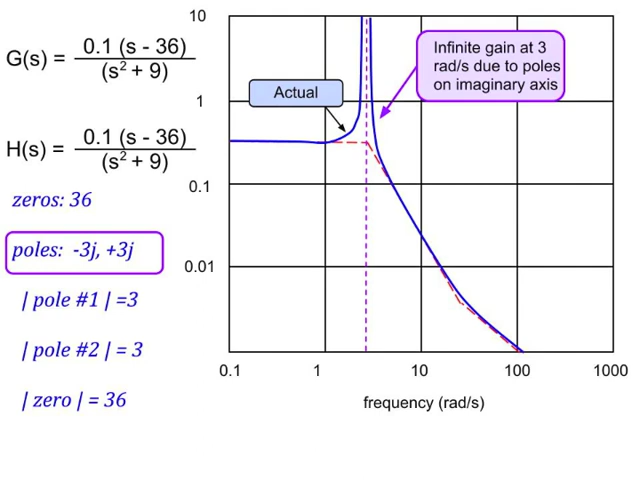 G(s) = 0.1 (s - 36)
(s² + 9)
H(s) = 0.1 (s - 36)
(s² + 9)
zeros: 36
poles: -3j, +3j
| pole #1 | =3
| pole #2 | = 3
| zero | = 36
10
1
0.1
0.01
Actual
Infinite gain at 3
rad/s due to poles
on imaginary axis
0.1 1 10 100 1000
frequency (rad/s)